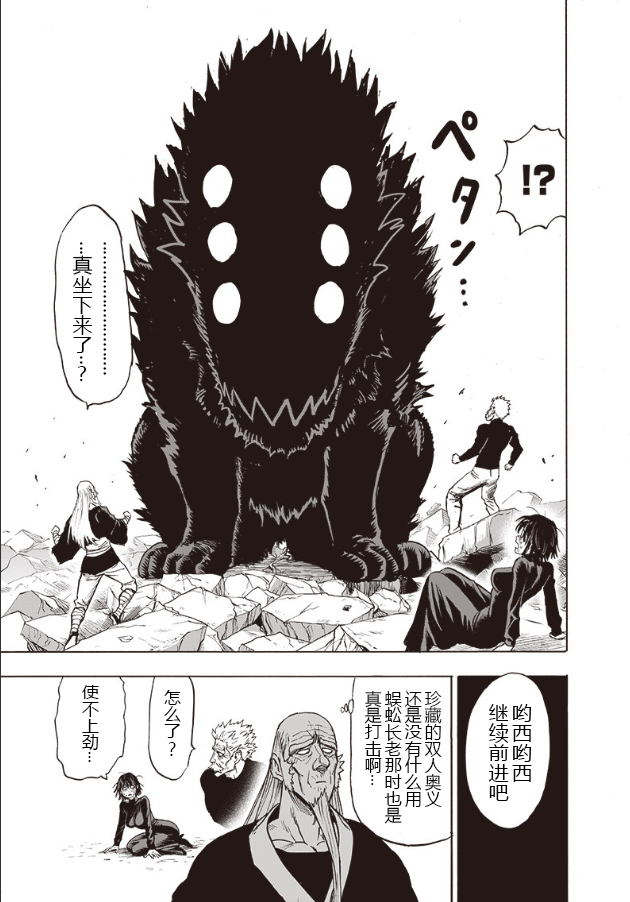 !?
ペタン…
………………
…真坐下来了…?
哟西哟西
继续前进吧
珍藏的双人奥义
还是没有什么用
蜈蚣长老那时也是
真是打击啊…
怎么了?
使不上劲…